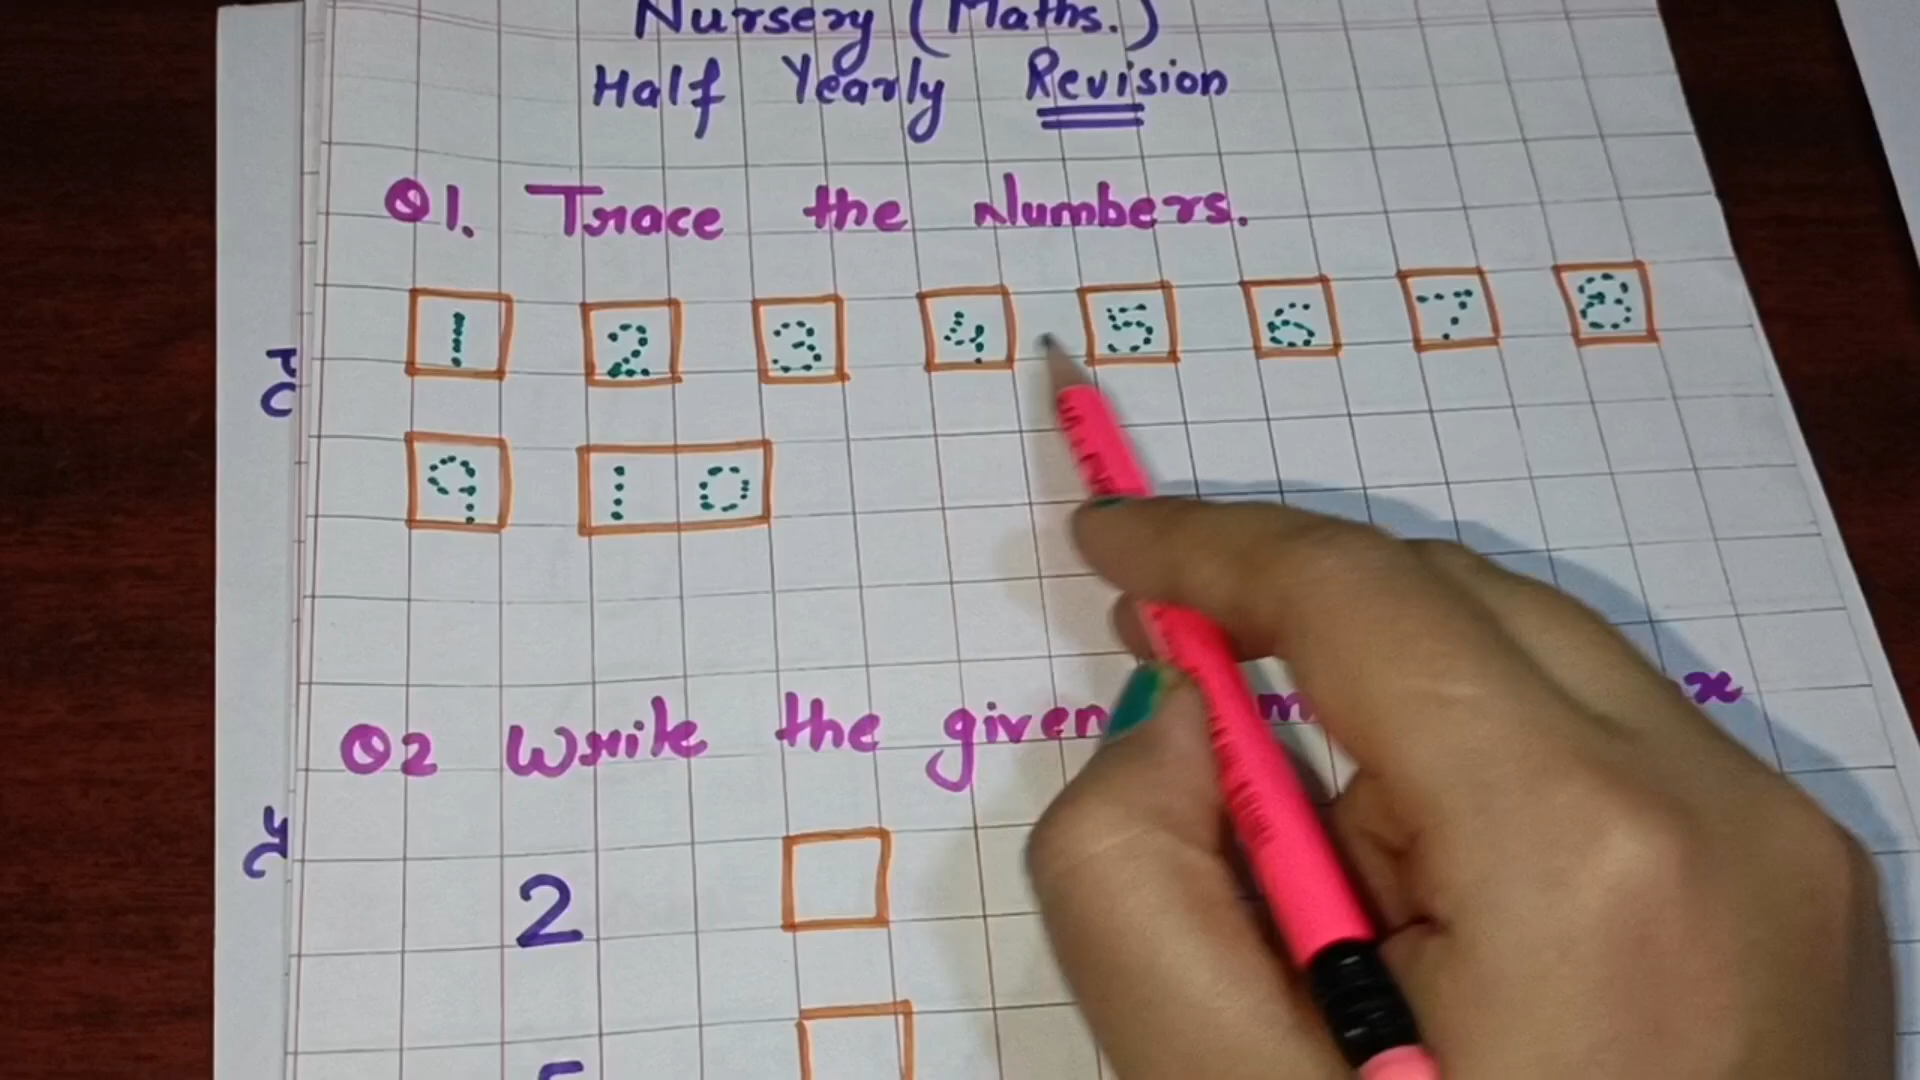 Nursery (Maths.)
Half Yearly Revision
Q1. Trace the Numbers.
1 2 3 4 5 6 7 8
9 10
Q2 Write the given
2